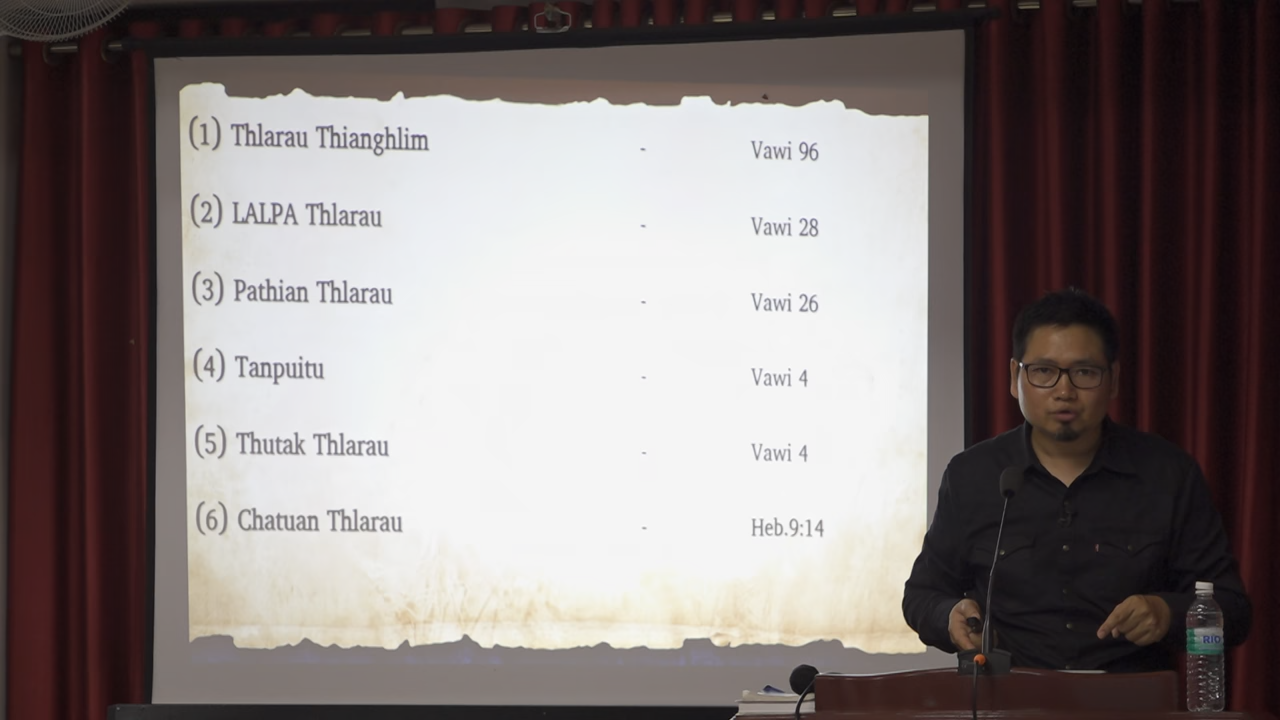 (1) Thlarau Thianghlim - Vawi 96
(2) LALPA Thlarau - Vawi 28
(3) Pathian Thlarau - Vawi 26
(4) Tanpuitu - Vawi 4
(5) Thutak Thlarau - Vawi 4
(6) Chatuan Thlarau - Heb.9:14
RIO